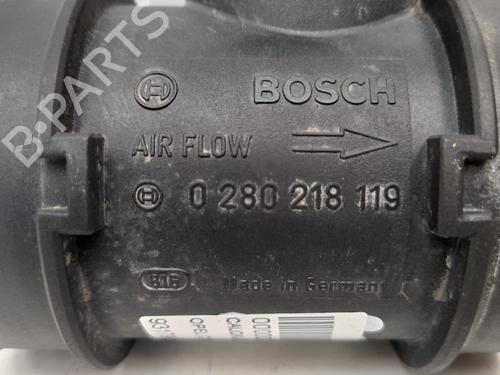 B-PARTS
BOSCH
AIR FLOW
0 280 218 119
Made in Germany